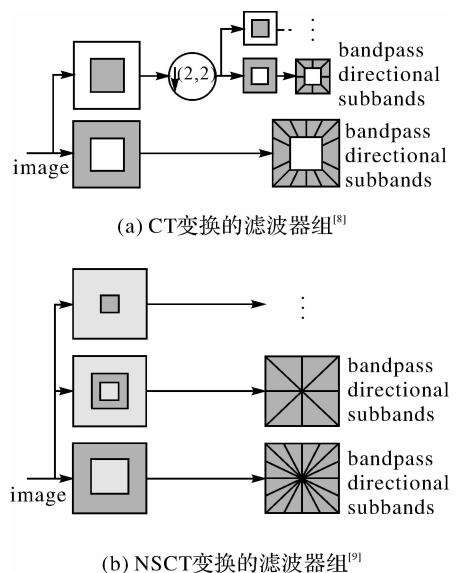 (2,2)
bandpass
directional
subbands
image
bandpass
directional
subbands
(a) CT变换的滤波器组[8]
bandpass
directional
subbands
image
bandpass
directional
subbands
(b) NSCT变换的滤波器组[9]